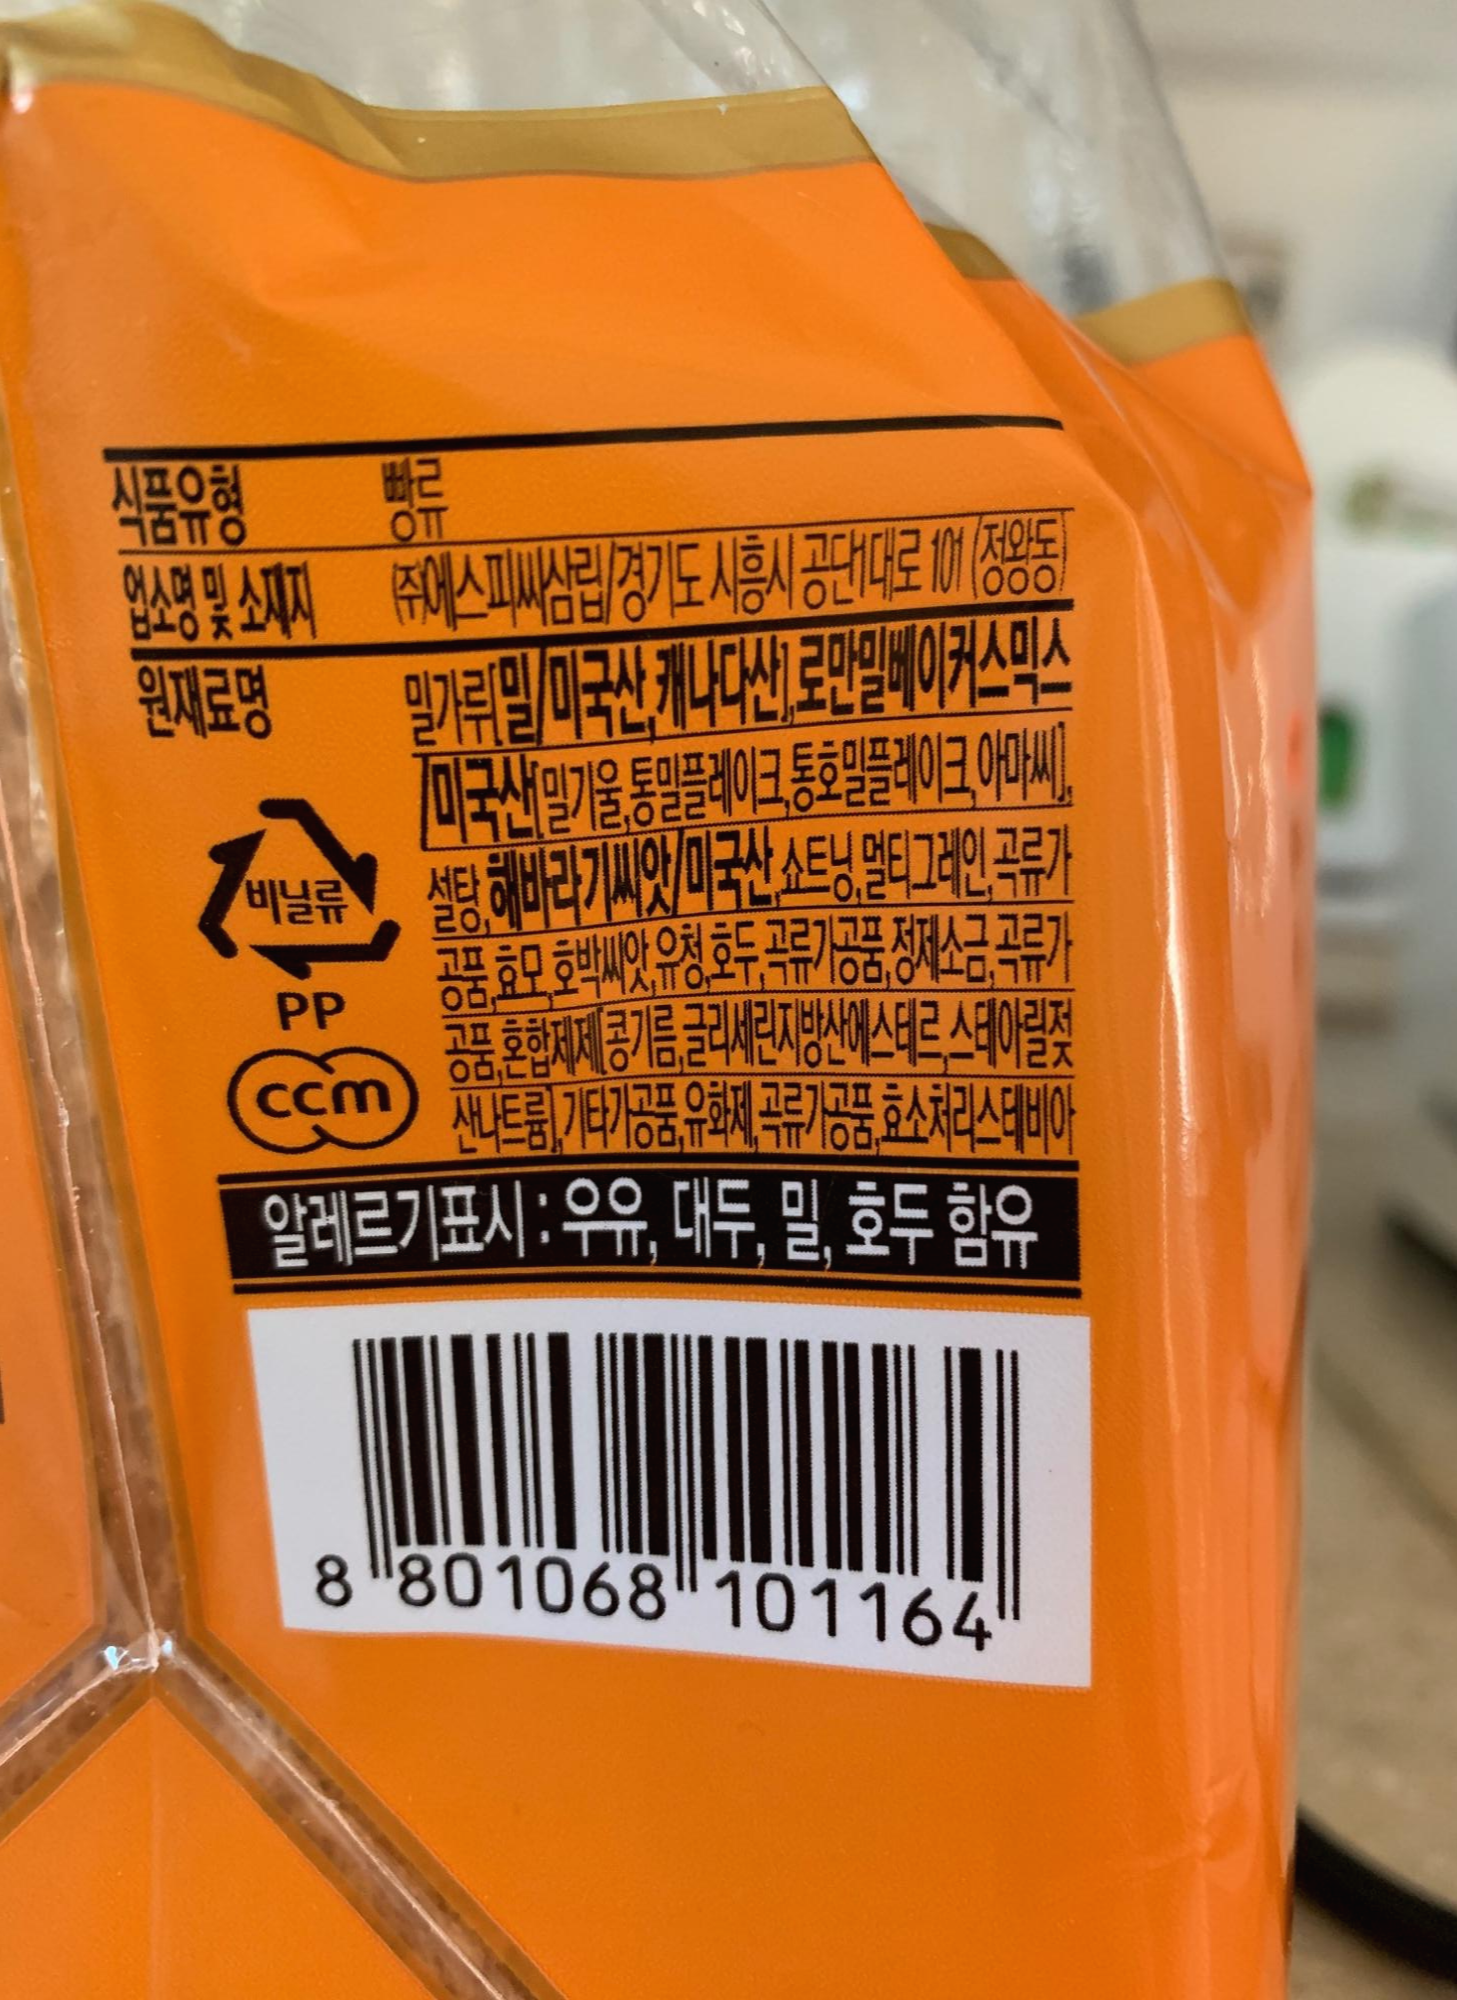 식품유형 빵류
업소명 및 소재지 (주)에스피씨삼립/경기도 시흥시 공단1대로 101 (정왕동)
원재료명 밀가루[밀/미국산,캐나다산],로만밀베이커스믹스
/미국산[밀기울,통밀플레이크,통호밀플레이크,아마씨],
설탕,해바라기씨앗/미국산,쇼트닝,멀티그레인,곡류가
공품,효모,호박씨앗,유청,호두,곡류가공품,정제소금,곡류가
공품,혼합제제[콩기름,글리세린지방산에스테르,스테아릴젖
산나트륨],기타가공품,유화제,곡류가공품,효소처리스테비아
비닐류
PP
ccm
알레르기표시 : 우유, 대두, 밀, 호두 함유
8 801068 101164